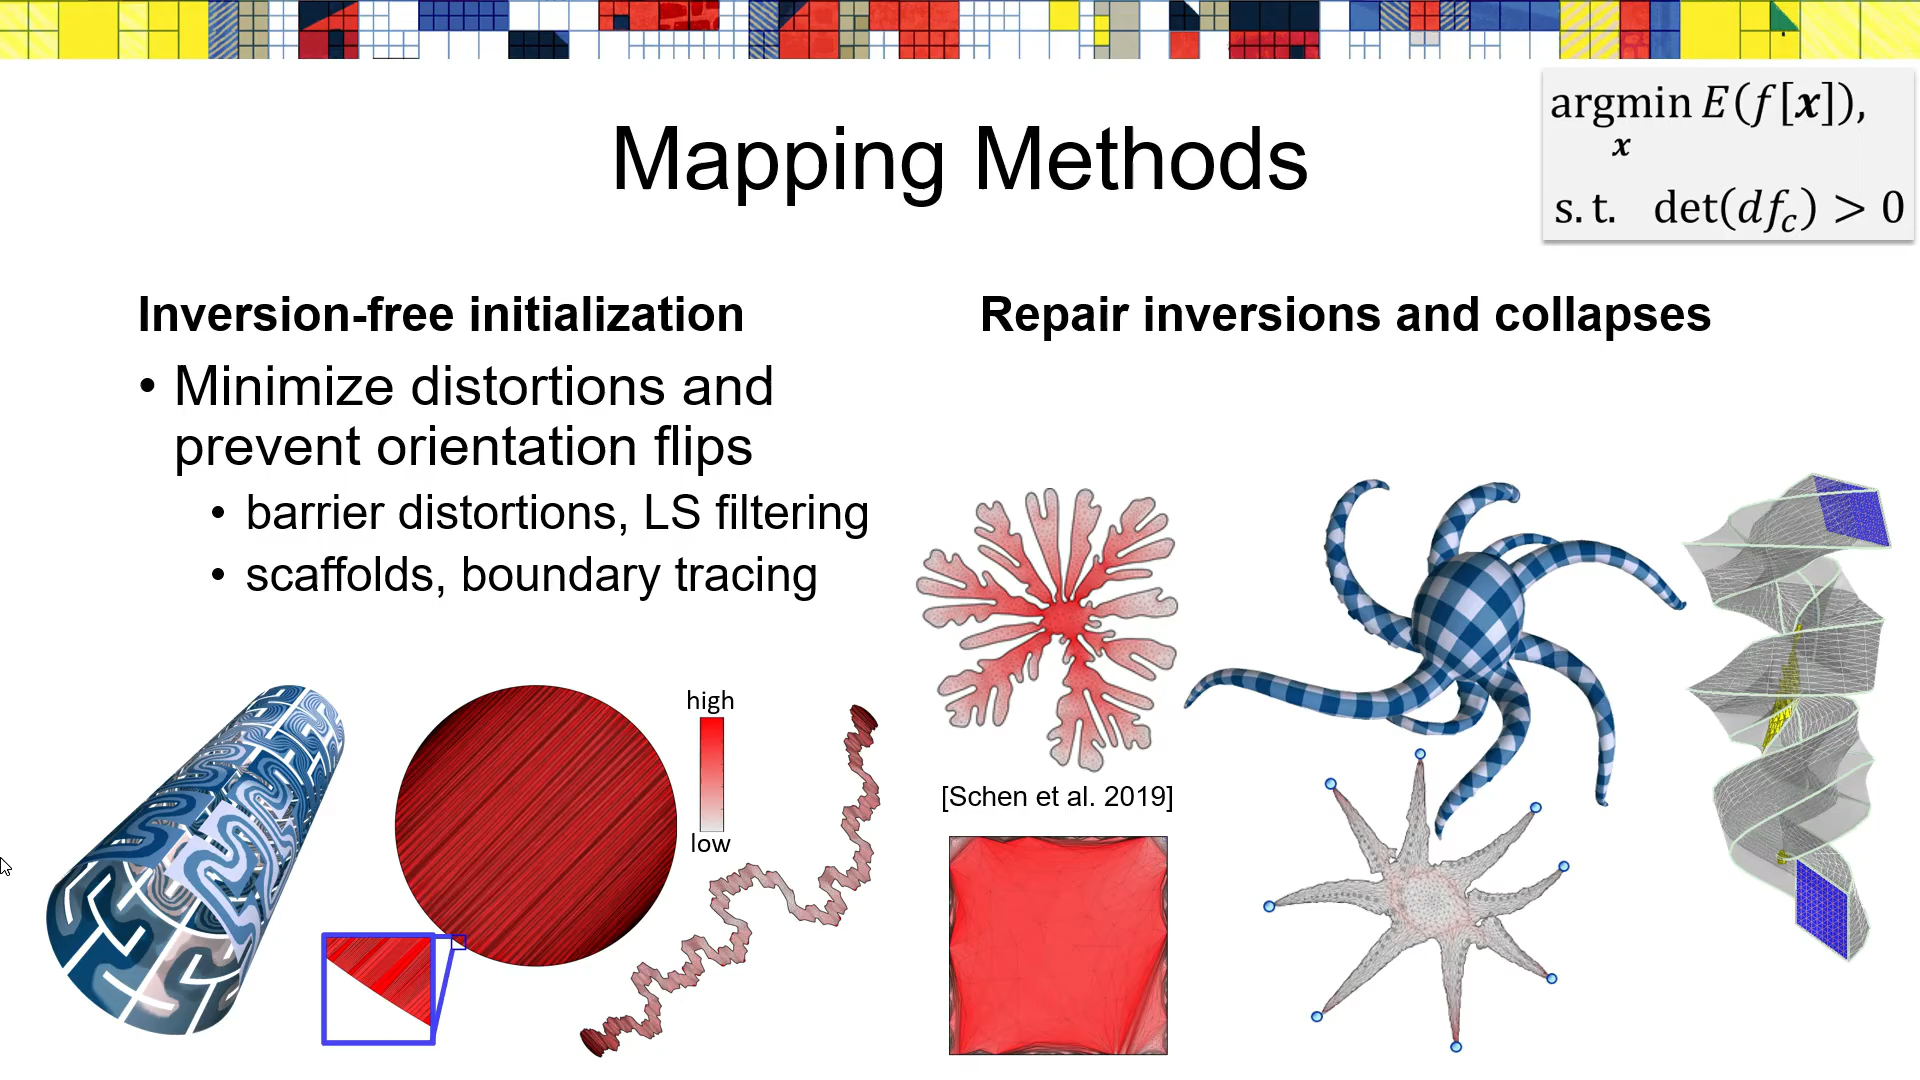 Mapping Methods
argmin E(f[x]),
x
s.t. det(df_c) > 0
Inversion-free initialization
• Minimize distortions and
prevent orientation flips
• barrier distortions, LS filtering
• scaffolds, boundary tracing
Repair inversions and collapses
high
low
[Schen et al. 2019]